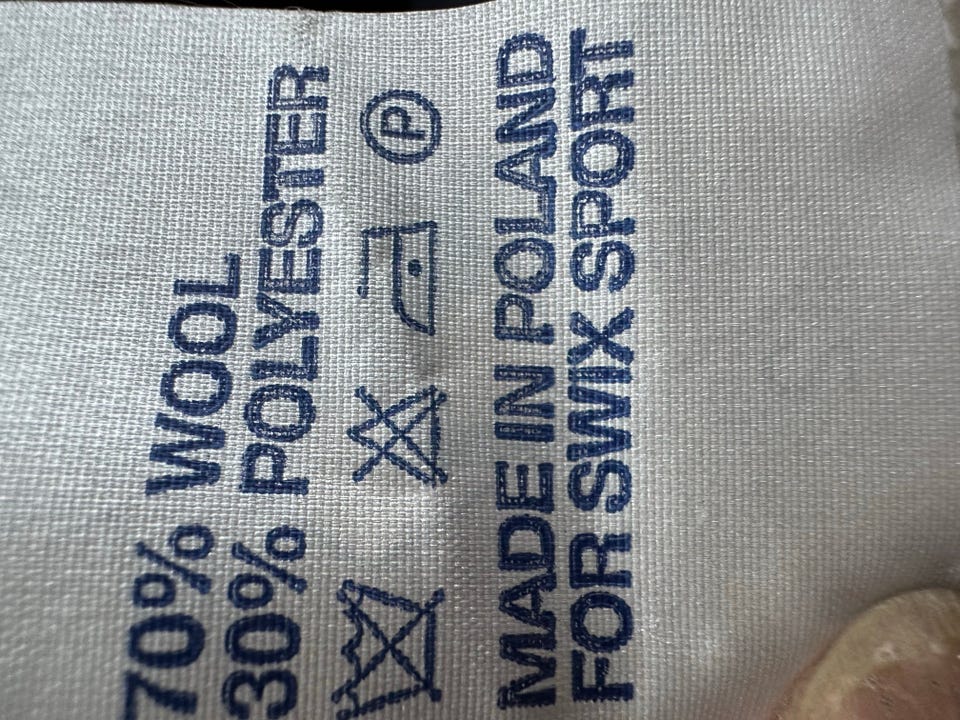 70% WOOL
30% POLYESTER
P
MADE IN POLAND
FOR SWIX SPORT